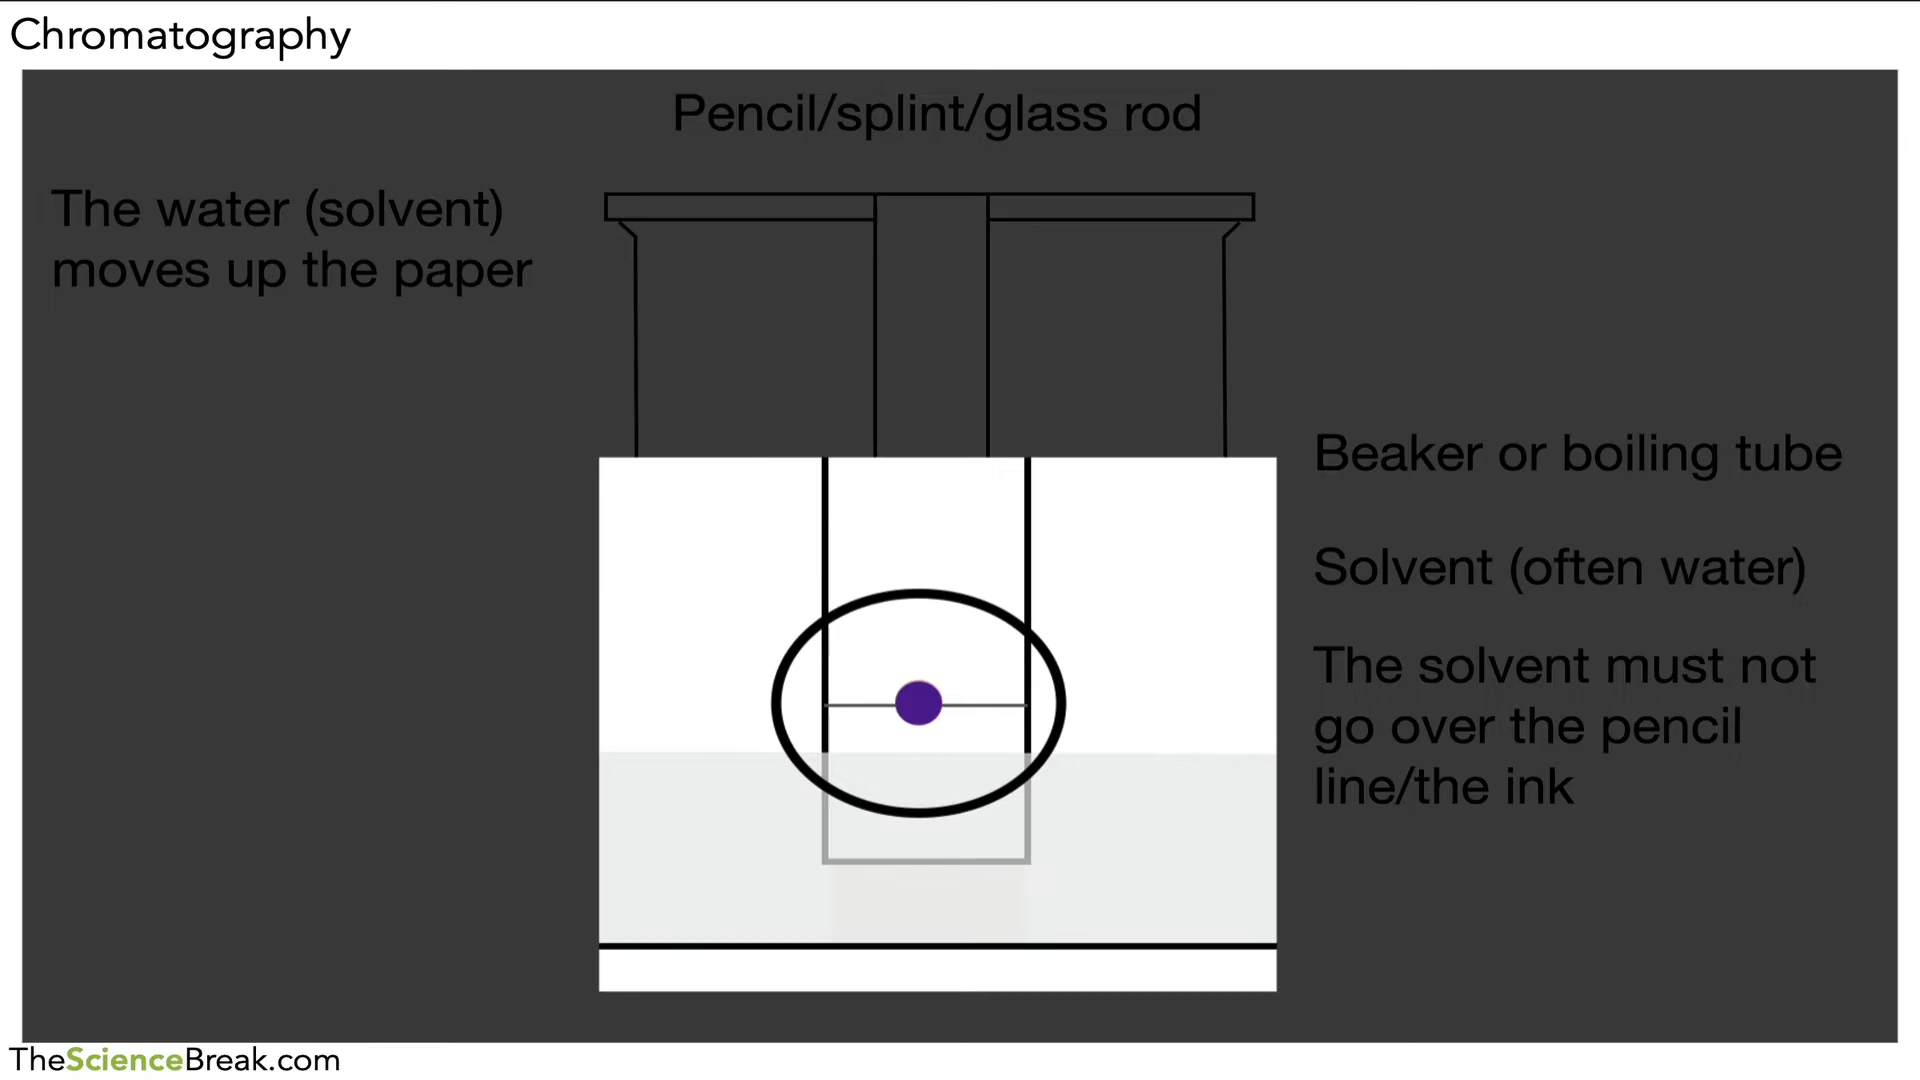 Chromatography
Pencil/splint/glass rod
The water (solvent)
moves up the paper
Beaker or boiling tube
Solvent (often water)
The solvent must not
go over the pencil
line/the ink
TheScienceBreak.com